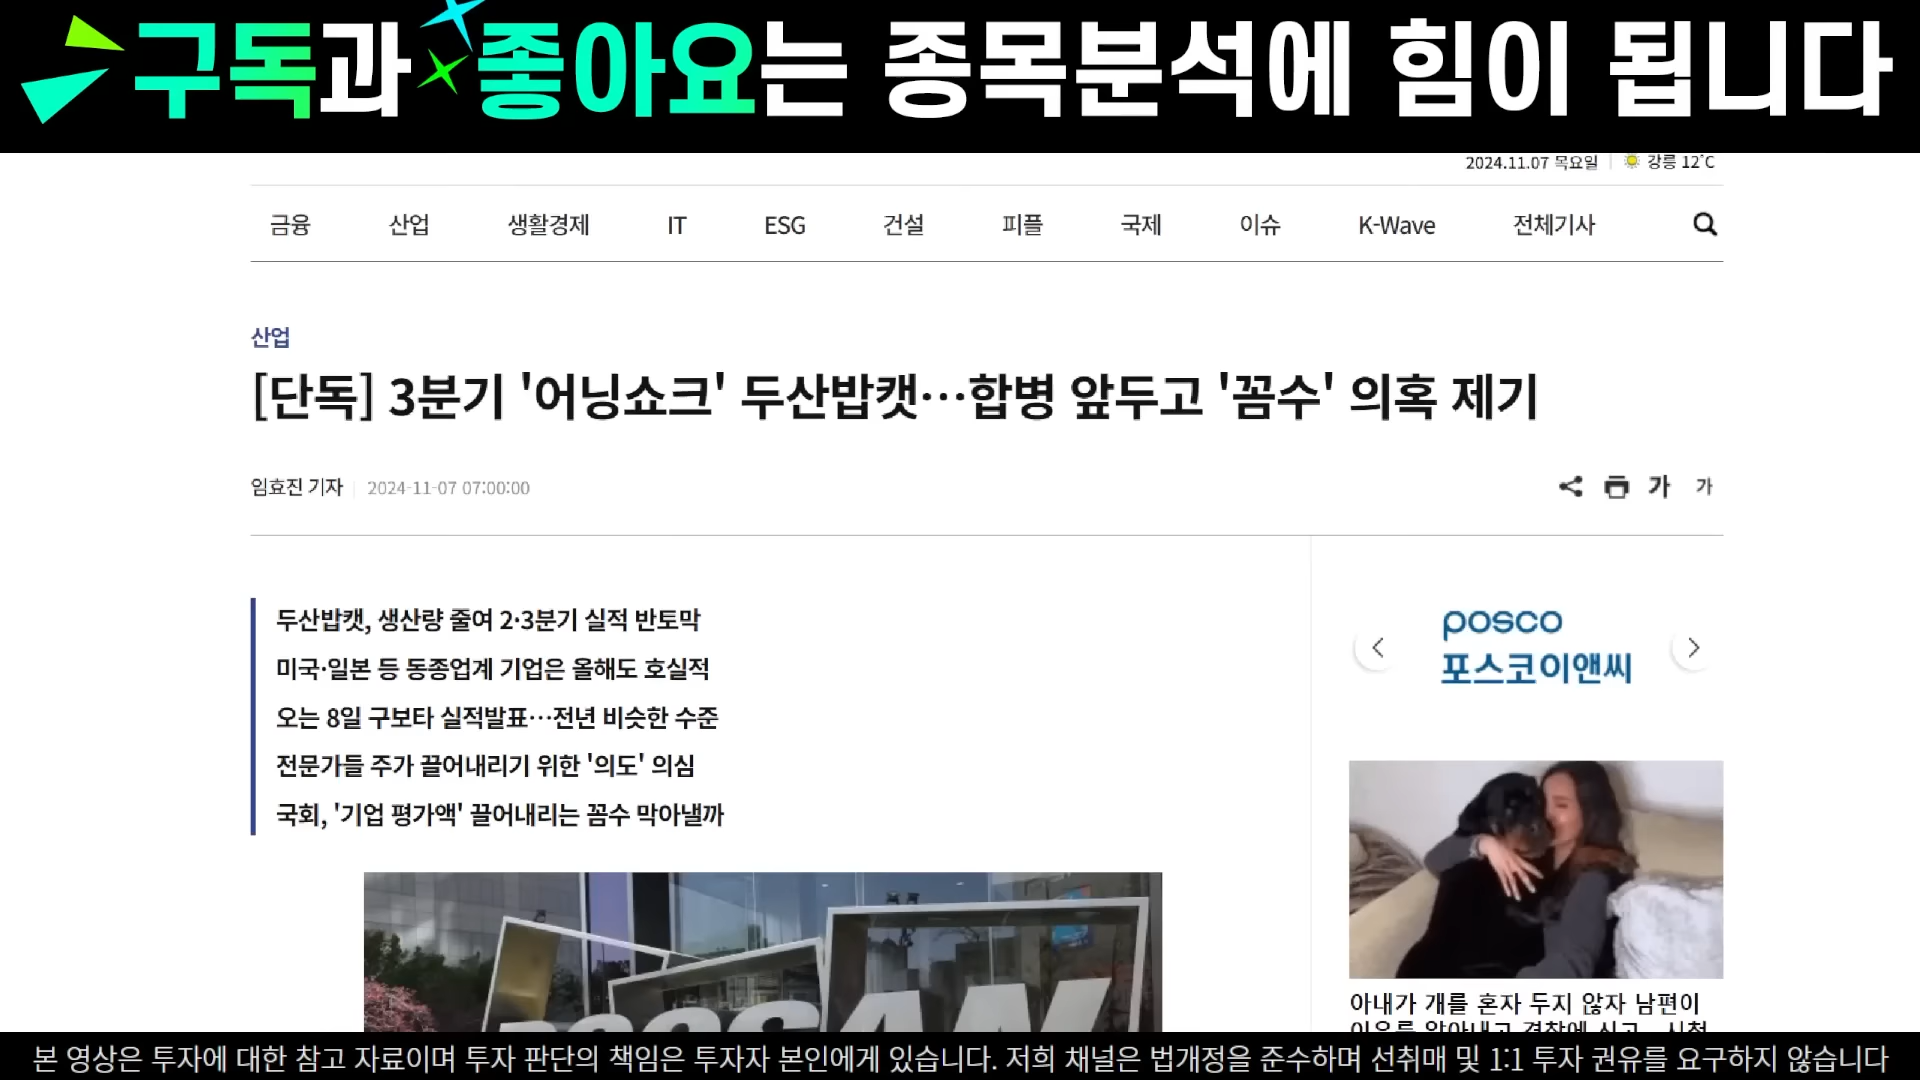 구독과 좋아요는 종목분석에 힘이 됩니다
2024.11.07 목요일 강릉 12℃
금융 산업 생활경제 IT ESG 건설 피플 국제 이슈 K-Wave 전체기사
산업
[단독] 3분기 '어닝쇼크' 두산밥캣…합병 앞두고 '꼼수' 의혹 제기
임효진 기자 2024-11-07 07:00:00
가 가
두산밥캣, 생산량 줄여 2·3분기 실적 반토막
미국·일본 등 동종업계 기업은 올해도 호실적
오는 8일 구보타 실적발표…전년 비슷한 수준
전문가들 주가 끌어내리기 위한 '의도' 의심
국회, '기업 평가액' 끌어내리는 꼼수 막아낼까
posco
포스코이앤씨
DOOSAN
아내가 개를 혼자 두지 않자 남편이
이유를 알아내고 경찰에 신고
본 영상은 투자에 대한 참고 자료이며 투자 판단의 책임은 투자자 본인에게 있습니다. 저희 채널은 법개정을 준수하며 선취매 및 1:1 투자 권유를 요구하지 않습니다